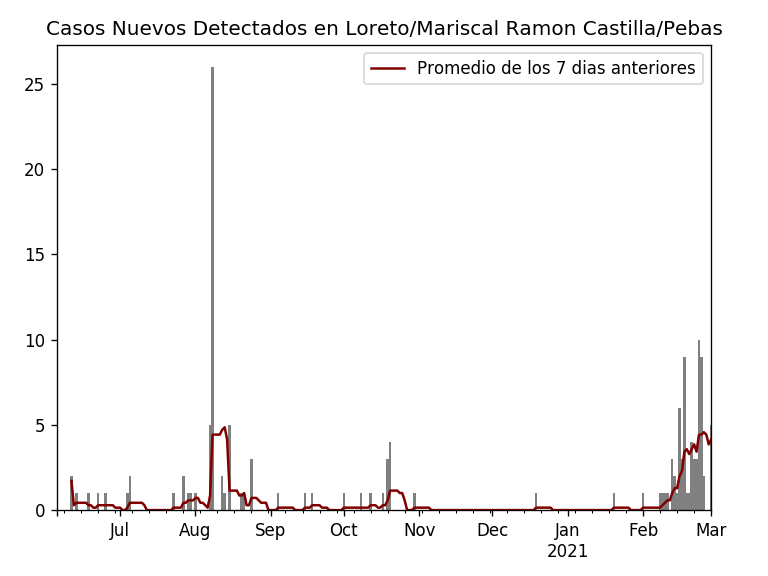 Casos Nuevos Detectados en Loreto/Mariscal Ramon Castilla/Pebas
Promedio de los 7 dias anteriores
25
20
15
10
5
0
Jul Aug Sep Oct Nov Dec Jan Feb Mar
2021